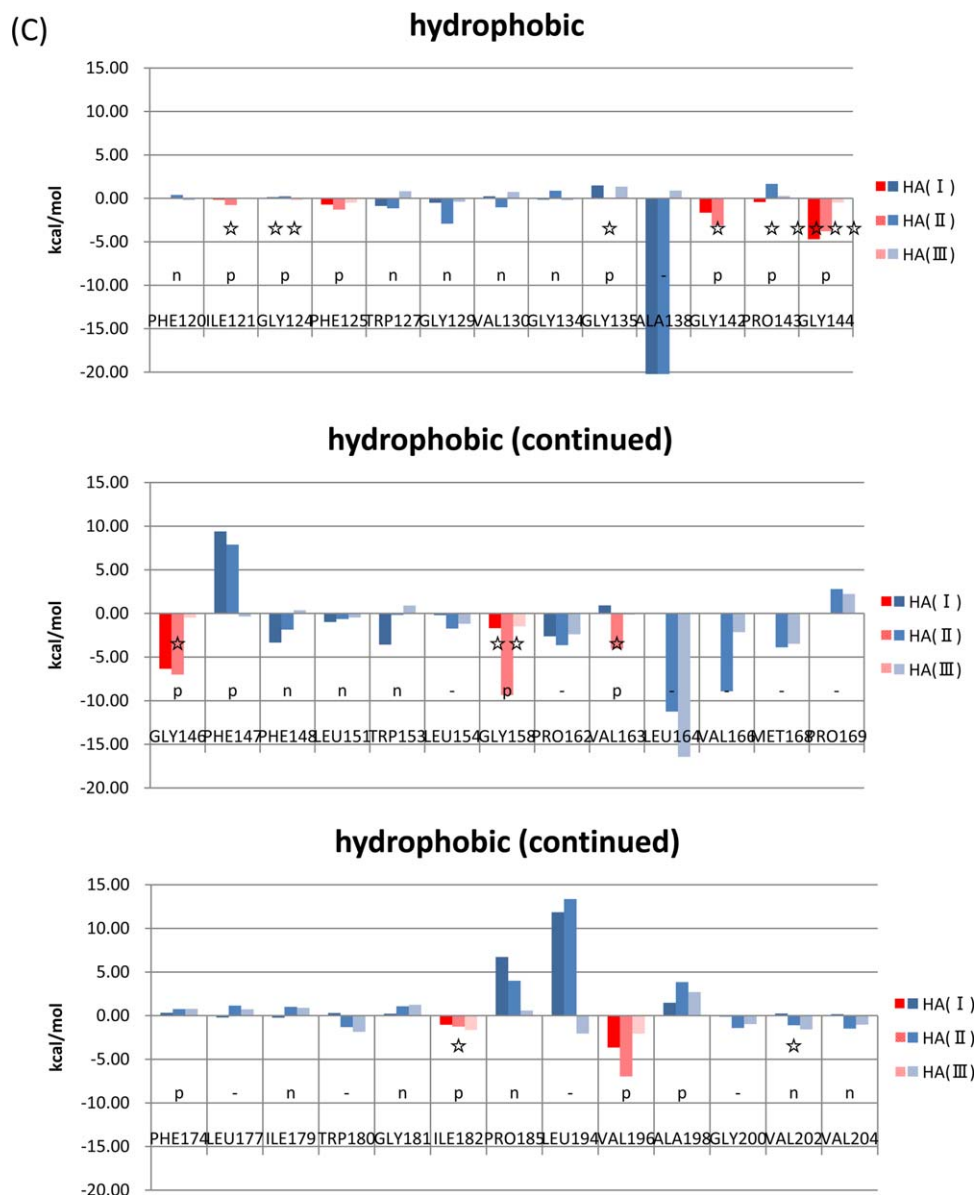 (C)
hydrophobic
15.00
10.00
5.00
0.00
-5.00
-10.00
-15.00
-20.00
kcal/mol
☆ ☆☆ ☆ ☆ ☆ ☆ ☆ ☆ ☆
n p p p n n n n p - p p p
PHE120 ILE121 GLY124 PHE125 TRP127 GLY129 VAL130 GLY134 GLY135 ALA138 GLY142 PRO143 GLY144
HA(Ⅰ)
HA(Ⅱ)
HA(Ⅲ)
hydrophobic (continued)
15.00
10.00
5.00
0.00
-5.00
-10.00
-15.00
-20.00
kcal/mol
☆ ☆ ☆ ☆
p p n n n - p - p - - - -
GLY146 PHE147 PHE148 LEU151 TRP153 LEU154 GLY158 PRO162 VAL163 LEU164 VAL166 MET168 PRO169
HA(Ⅰ)
HA(Ⅱ)
HA(Ⅲ)
hydrophobic (continued)
15.00
10.00
5.00
0.00
-5.00
-10.00
-15.00
-20.00
kcal/mol
☆ ☆
p - n - n p n - p p - n n
PHE174 LEU177 ILE179 TRP180 GLY181 ILE182 PRO185 LEU194 VAL196 ALA198 GLY200 VAL202 VAL204
HA(Ⅰ)
HA(Ⅱ)
HA(Ⅲ)